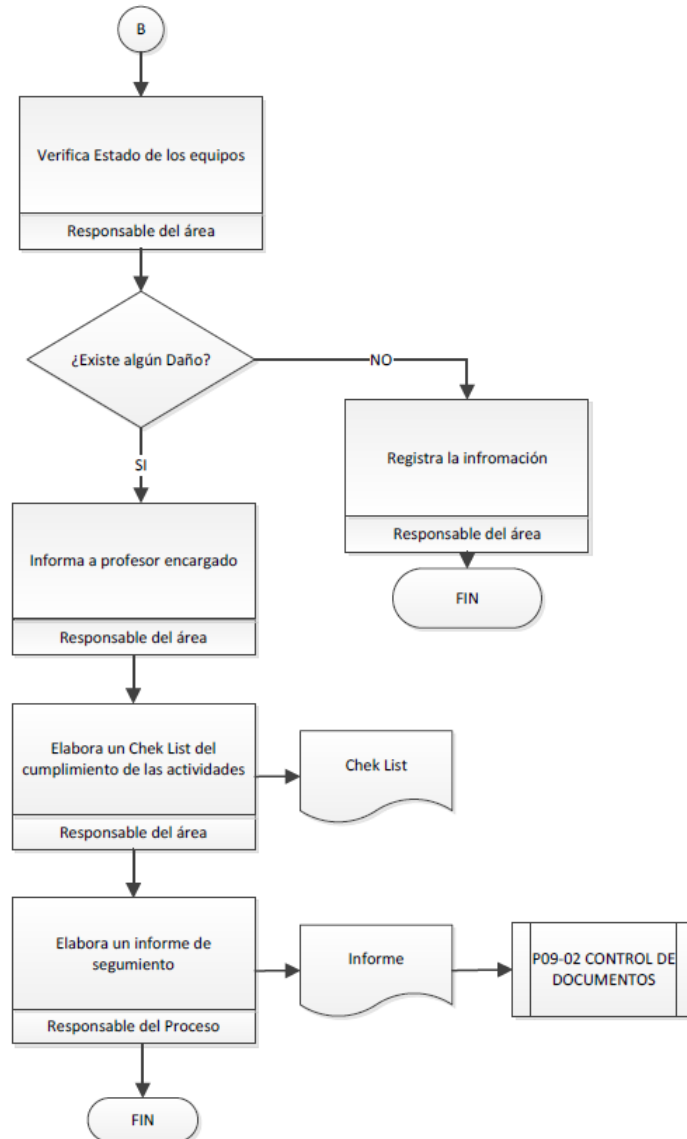 B
Verifica Estado de los equipos
Responsable del área
¿Existe algún Daño?
NO
SI
Registra la infromación
Responsable del área
FIN
Informa a profesor encargado
Responsable del área
Elabora un Chek List del
cumplimiento de las actividades
Responsable del área
Chek List
Elabora un informe de
segumiento
Responsable del Proceso
Informe
P09-02 CONTROL DE
DOCUMENTOS
FIN